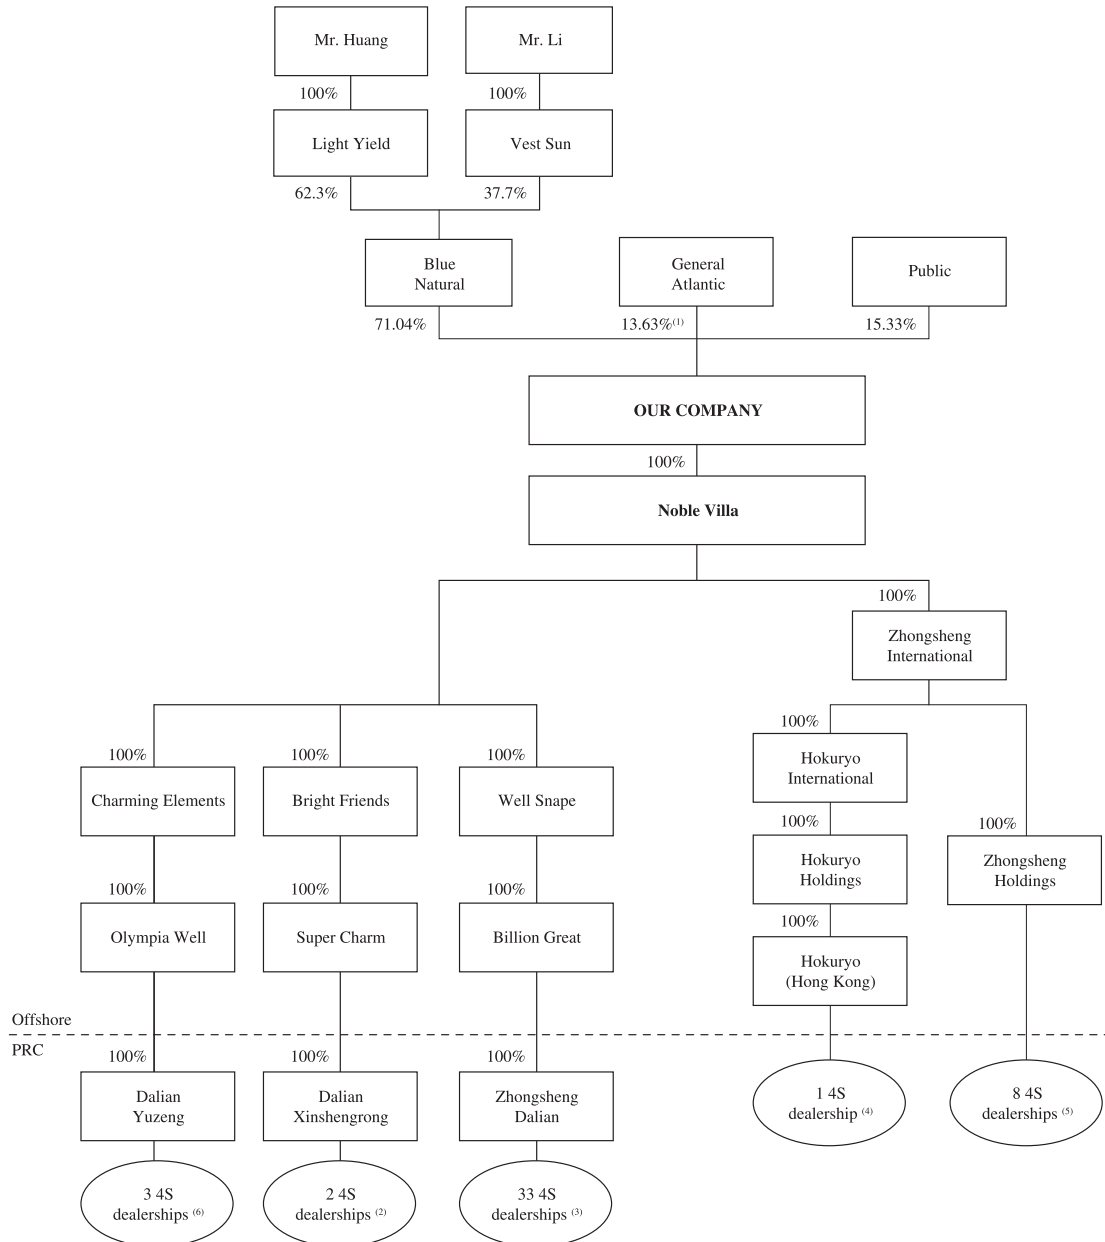 Mr. Huang
Mr. Li
100%
100%
Light Yield
Vest Sun
62.3%
37.7%
Blue
Natural
General
Atlantic
Public
71.04%
13.63%(1)
15.33%
OUR COMPANY
100%
Noble Villa
100%
Zhongsheng
International
100%
100%
100%
100%
Charming Elements
Bright Friends
Well Snape
Hokuryo
International
100%
100%
Hokuryo
Holdings
Zhongsheng
Holdings
100%
100%
100%
100%
Olympia Well
Super Charm
Billion Great
Hokuryo
(Hong Kong)
Offshore
PRC
100%
100%
100%
Dalian
Yuzeng
Dalian
Xinshengrong
Zhongsheng
Dalian
1 4S
dealership (4)
8 4S
dealerships (5)
3 4S
dealerships (6)
2 4S
dealerships (2)
33 4S
dealerships (3)